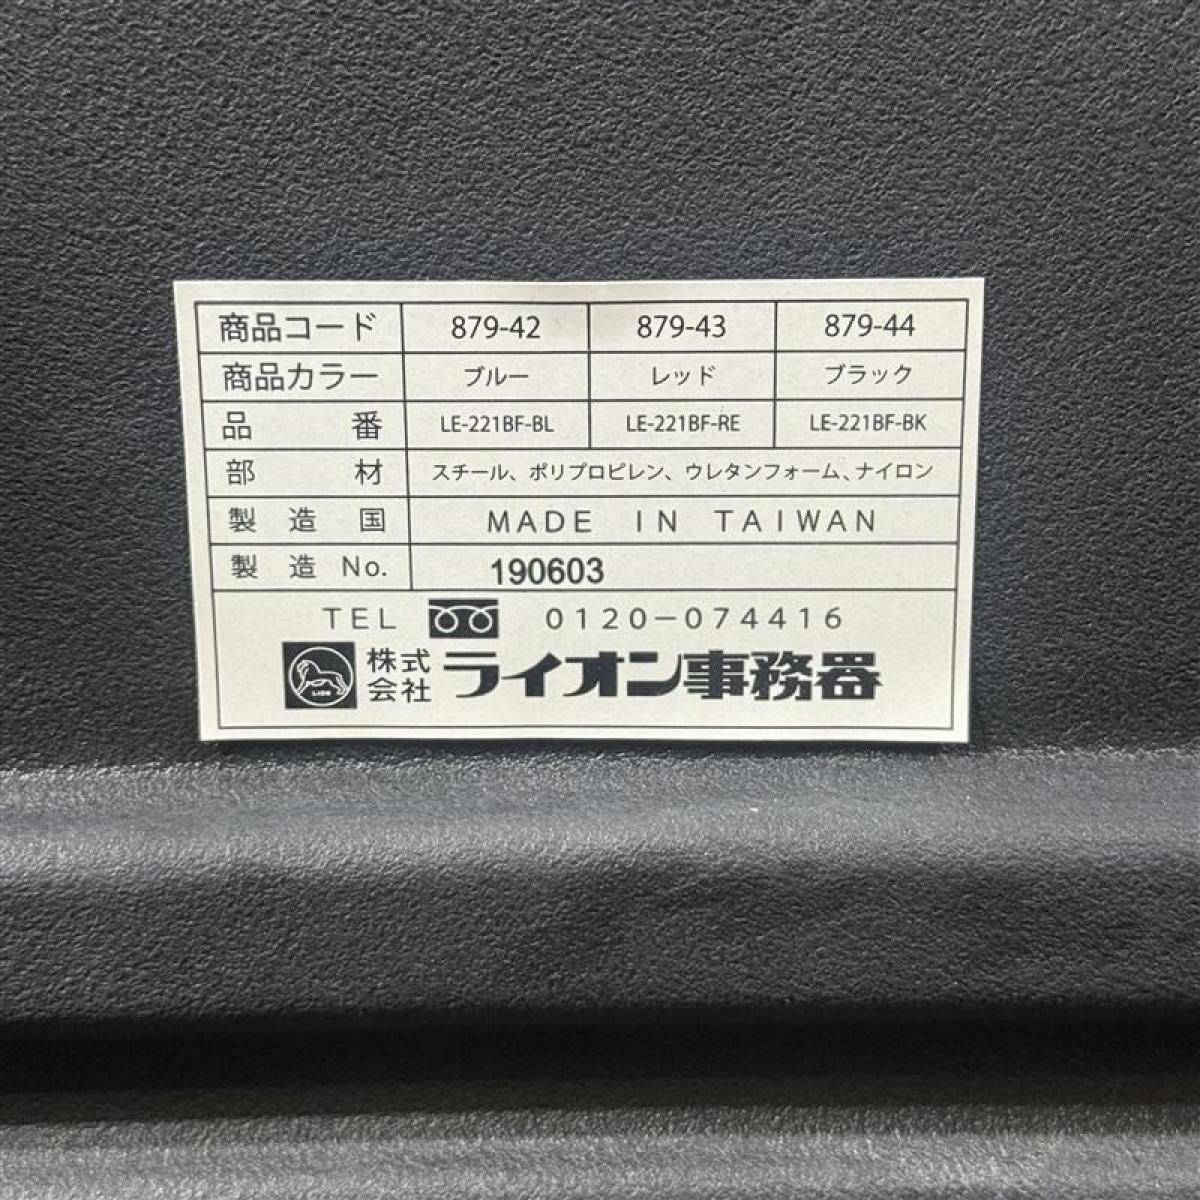 商品コード 879-42 879-43 879-44
商品カラー ブルー レッド ブラック
品番 LE-221BF-BL LE-221BF-RE LE-221BF-BK
部材 スチール、ポリプロピレン、ウレタンフォーム、ナイロン
製造国 MADE IN TAIWAN
製造No. 190603
TEL 0120-074416
LION 株式会社 ライオン事務器